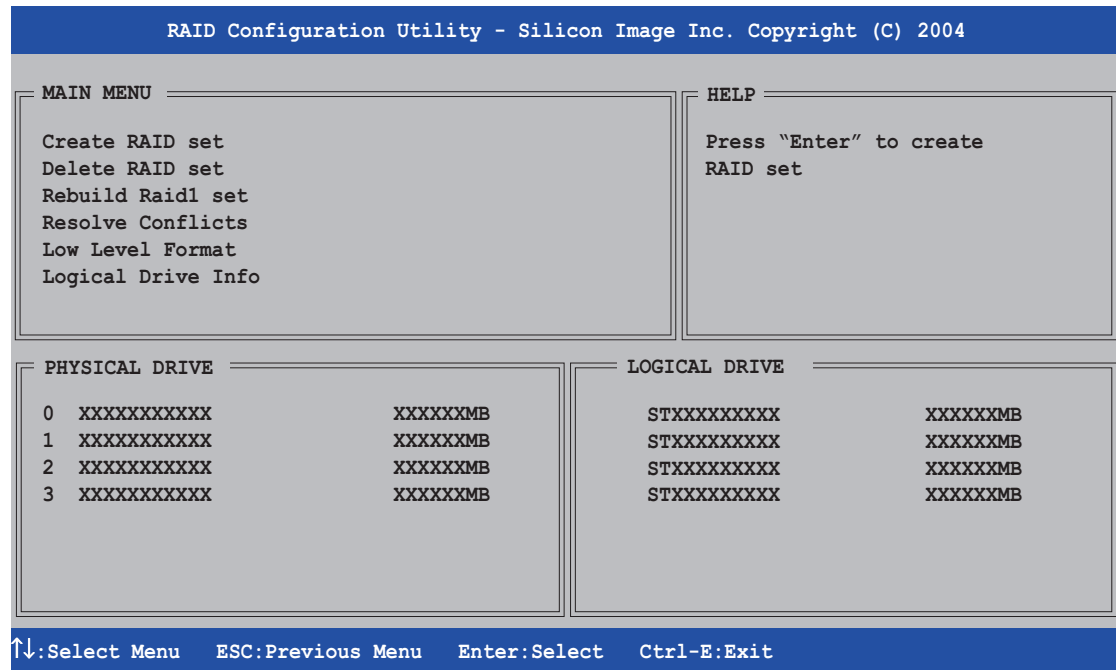 RAID Configuration Utility - Silicon Image Inc. Copyright (C) 2004
MAIN MENU
Create RAID set
Delete RAID set
Rebuild Raid1 set
Resolve Conflicts
Low Level Format
Logical Drive Info
HELP
Press “Enter” to create
RAID set
PHYSICAL DRIVE
0 XXXXXXXXXXX XXXXXXMB
1 XXXXXXXXXXX XXXXXXMB
2 XXXXXXXXXXX XXXXXXMB
3 XXXXXXXXXXX XXXXXXMB
LOGICAL DRIVE
STXXXXXXXXX XXXXXXMB
STXXXXXXXXX XXXXXXMB
STXXXXXXXXX XXXXXXMB
STXXXXXXXXX XXXXXXMB
↑↓:Select Menu ESC:Previous Menu Enter:Select Ctrl-E:Exit